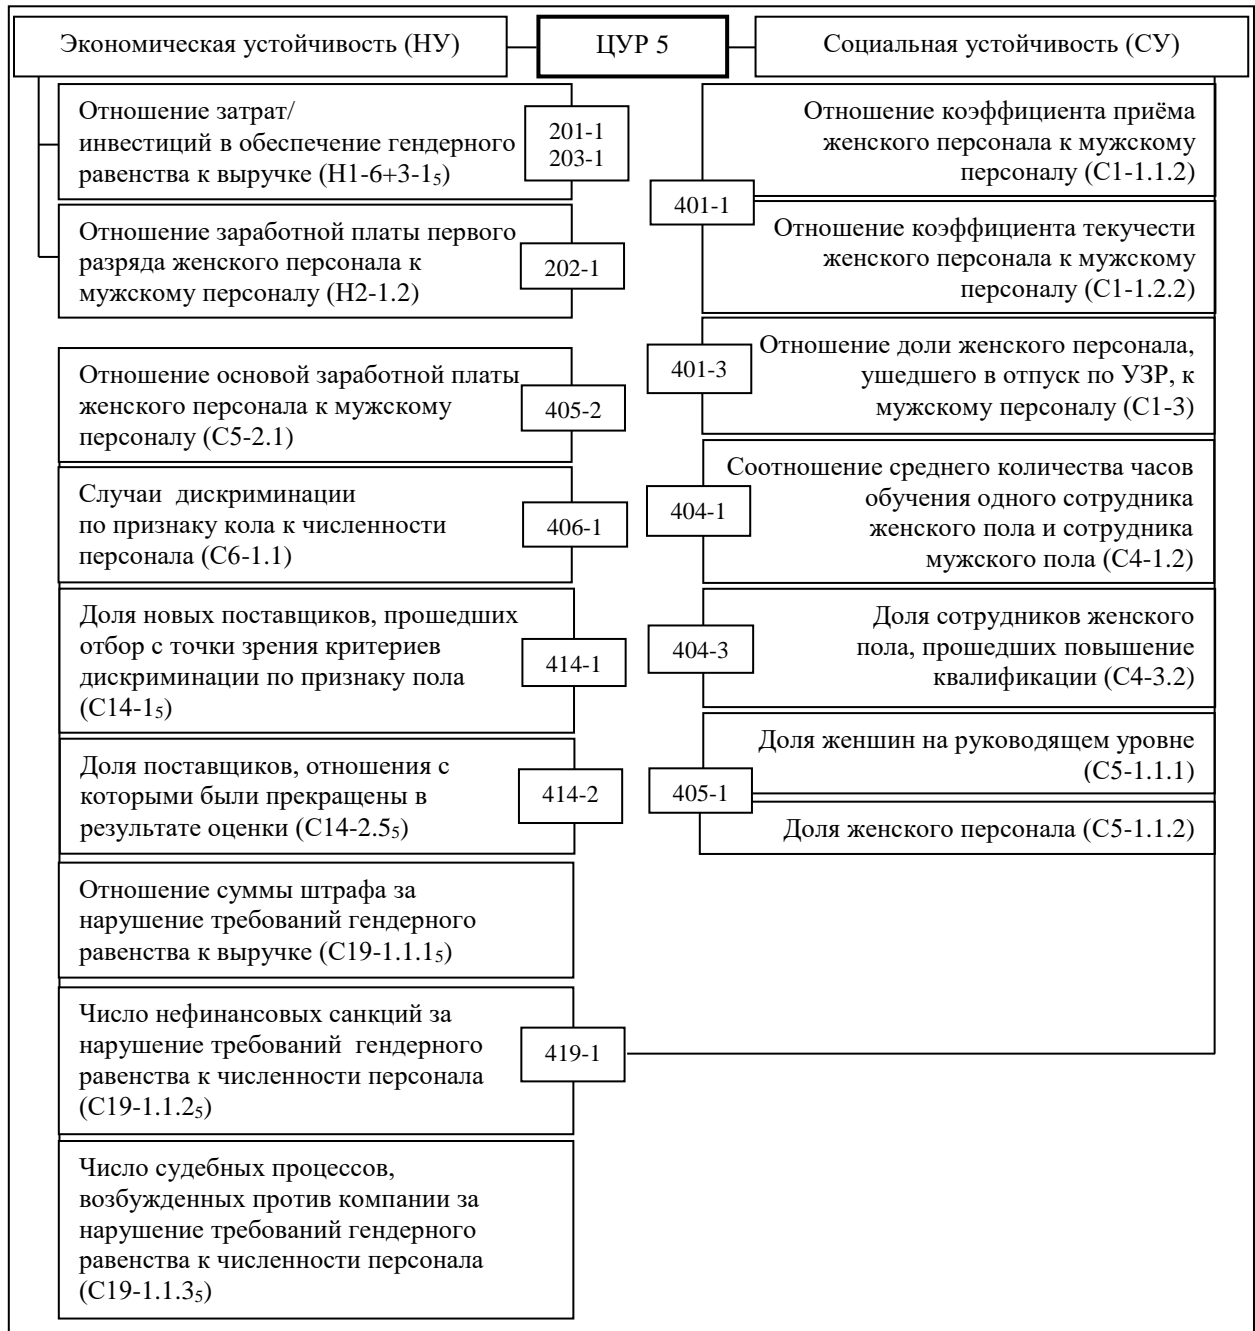 Экономическая устойчивость (НУ)
ЦУР 5
Социальная устойчивость (СУ)
Отношение затрат/
инвестиций в обеспечение гендерного
равенства к выручке (Н1-6+3-1₅)
201-1
203-1
Отношение заработной платы первого
разряда женского персонала к
мужскому персоналу (Н2-1.2)
202-1
Отношение основой заработной платы
женского персонала к мужскому
персоналу (С5-2.1)
405-2
Случаи дискриминации
по признаку кола к численности
персонала (С6-1.1)
406-1
Доля новых поставщиков, прошедших
отбор с точки зрения критериев
дискриминации по признаку пола
(С14-1₅)
414-1
Доля поставщиков, отношения с
которыми были прекращены в
результате оценки (С14-2.5₅)
414-2
Отношение суммы штрафа за
нарушение требований гендерного
равенства к выручке (С19-1.1.1₅)
Число нефинансовых санкций за
нарушение требований гендерного
равенства к численности персонала
(С19-1.1.2₅)
419-1
Число судебных процессов,
возбужденных против компании за
нарушение требований гендерного
равенства к численности персонала
(С19-1.1.3₅)
Отношение коэффициента приёма
женского персонала к мужскому
персоналу (С1-1.1.2)
401-1
Отношение коэффициента текучести
женского персонала к мужскому
персоналу (С1-1.2.2)
Отношение доли женского персонала,
ушедшего в отпуск по УЗР, к
мужскому персоналу (С1-3)
401-3
Соотношение среднего количества часов
обучения одного сотрудника
женского пола и сотрудника
мужского пола (С4-1.2)
404-1
Доля сотрудников женского
пола, прошедших повышение
квалификации (С4-3.2)
404-3
Доля женшин на руководящем уровне
(С5-1.1.1)
405-1
Доля женского персонала (С5-1.1.2)